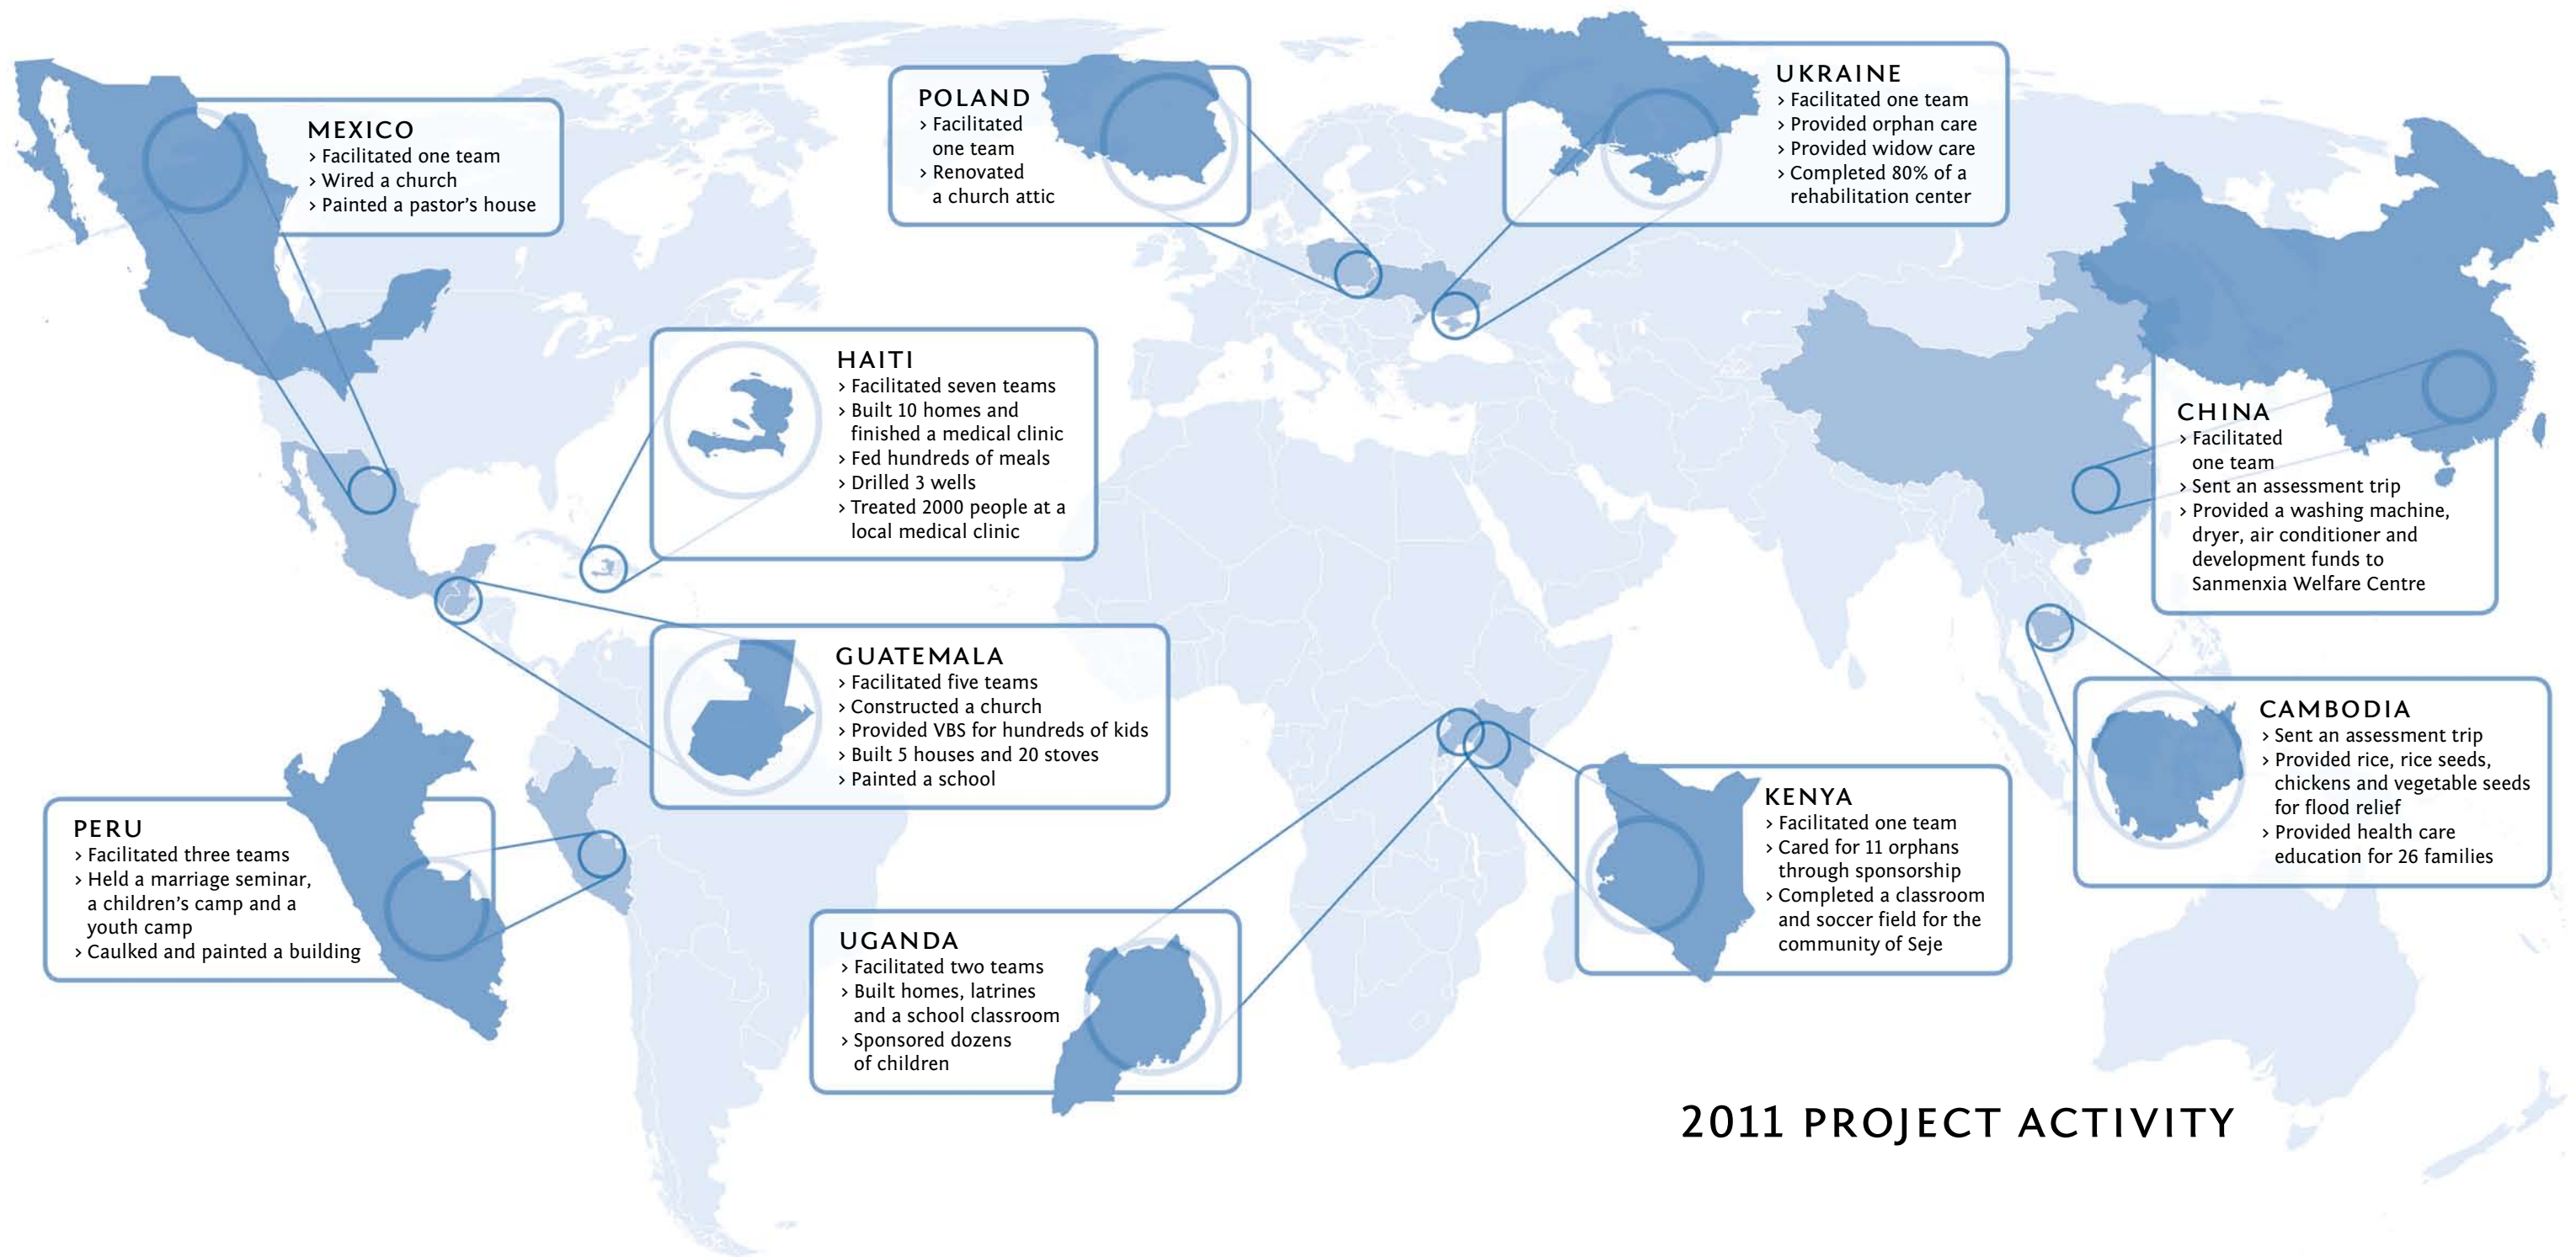 MEXICO
> Facilitated one team
> Wired a church
> Painted a pastor's house
POLAND
> Facilitated
one team
> Renovated
a church attic
UKRAINE
> Facilitated one team
> Provided orphan care
> Provided widow care
> Completed 80% of a
rehabilitation center
HAITI
> Facilitated seven teams
> Built 10 homes and
finished a medical clinic
> Fed hundreds of meals
> Drilled 3 wells
> Treated 2000 people at a
local medical clinic
CHINA
> Facilitated
one team
> Sent an assessment trip
> Provided a washing machine,
dryer, air conditioner and
development funds to
Sanmenxia Welfare Centre
GUATEMALA
> Facilitated five teams
> Constructed a church
> Provided VBS for hundreds of kids
> Built 5 houses and 20 stoves
> Painted a school
CAMBODIA
> Sent an assessment trip
> Provided rice, rice seeds,
chickens and vegetable seeds
for flood relief
> Provided health care
education for 26 families
PERU
> Facilitated three teams
> Held a marriage seminar,
a children's camp and a
youth camp
> Caulked and painted a building
KENYA
> Facilitated one team
> Cared for 11 orphans
through sponsorship
> Completed a classroom
and soccer field for the
community of Seje
UGANDA
> Facilitated two teams
> Built homes, latrines
and a school classroom
> Sponsored dozens
of children
2011 PROJECT ACTIVITY